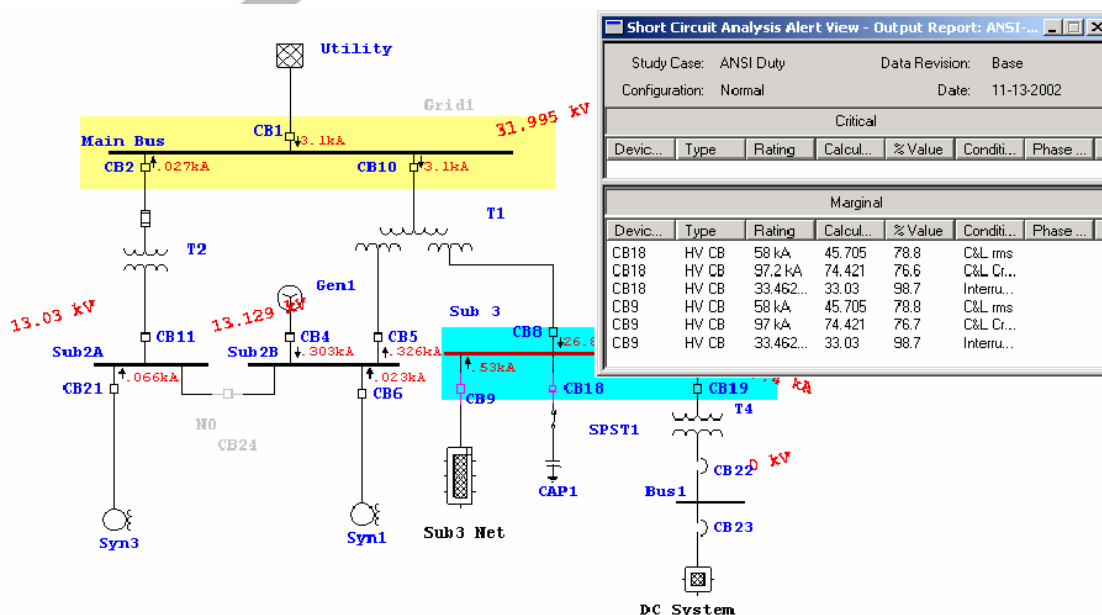 Utility
Grid1
31.995 kV
CB1
3.1kA
Main Bus
CB2
.027kA
CB10
3.1kA
T2
T1
Gen1
13.03 kV
13.129 kV
Sub 3
CB11
CB4
CB5
CB8
26.8
Sub2A
Sub2B
.303kA
.326kA
CB21
.066kA
.023kA
CB6
.53kA
CB9
CB18
CB19
kA
NO
CB24
SPST1
T4
CB22
0 kV
CAP1
Bus1
CB23
Syn3
Syn1
Sub3 Net
DC System
Short Circuit Analysis Alert View - Output Report: ANSI-...
Study Case: ANSI Duty Data Revision: Base
Configuration: Normal Date: 11-13-2002
Critical
Devic... Type Rating Calcul... % Value Conditi... Phase ...
Marginal
Devic... Type Rating Calcul... % Value Conditi... Phase ...
CB18 HV CB 58 kA 45.705 78.8 C&L rms
CB18 HV CB 97.2 kA 74.421 76.6 C&L Cr...
CB18 HV CB 33.462... 33.03 98.7 Interru...
CB9 HV CB 58 kA 45.705 78.8 C&L rms
CB9 HV CB 97 kA 74.421 76.7 C&L Cr...
CB9 HV CB 33.462... 33.03 98.7 Interru...